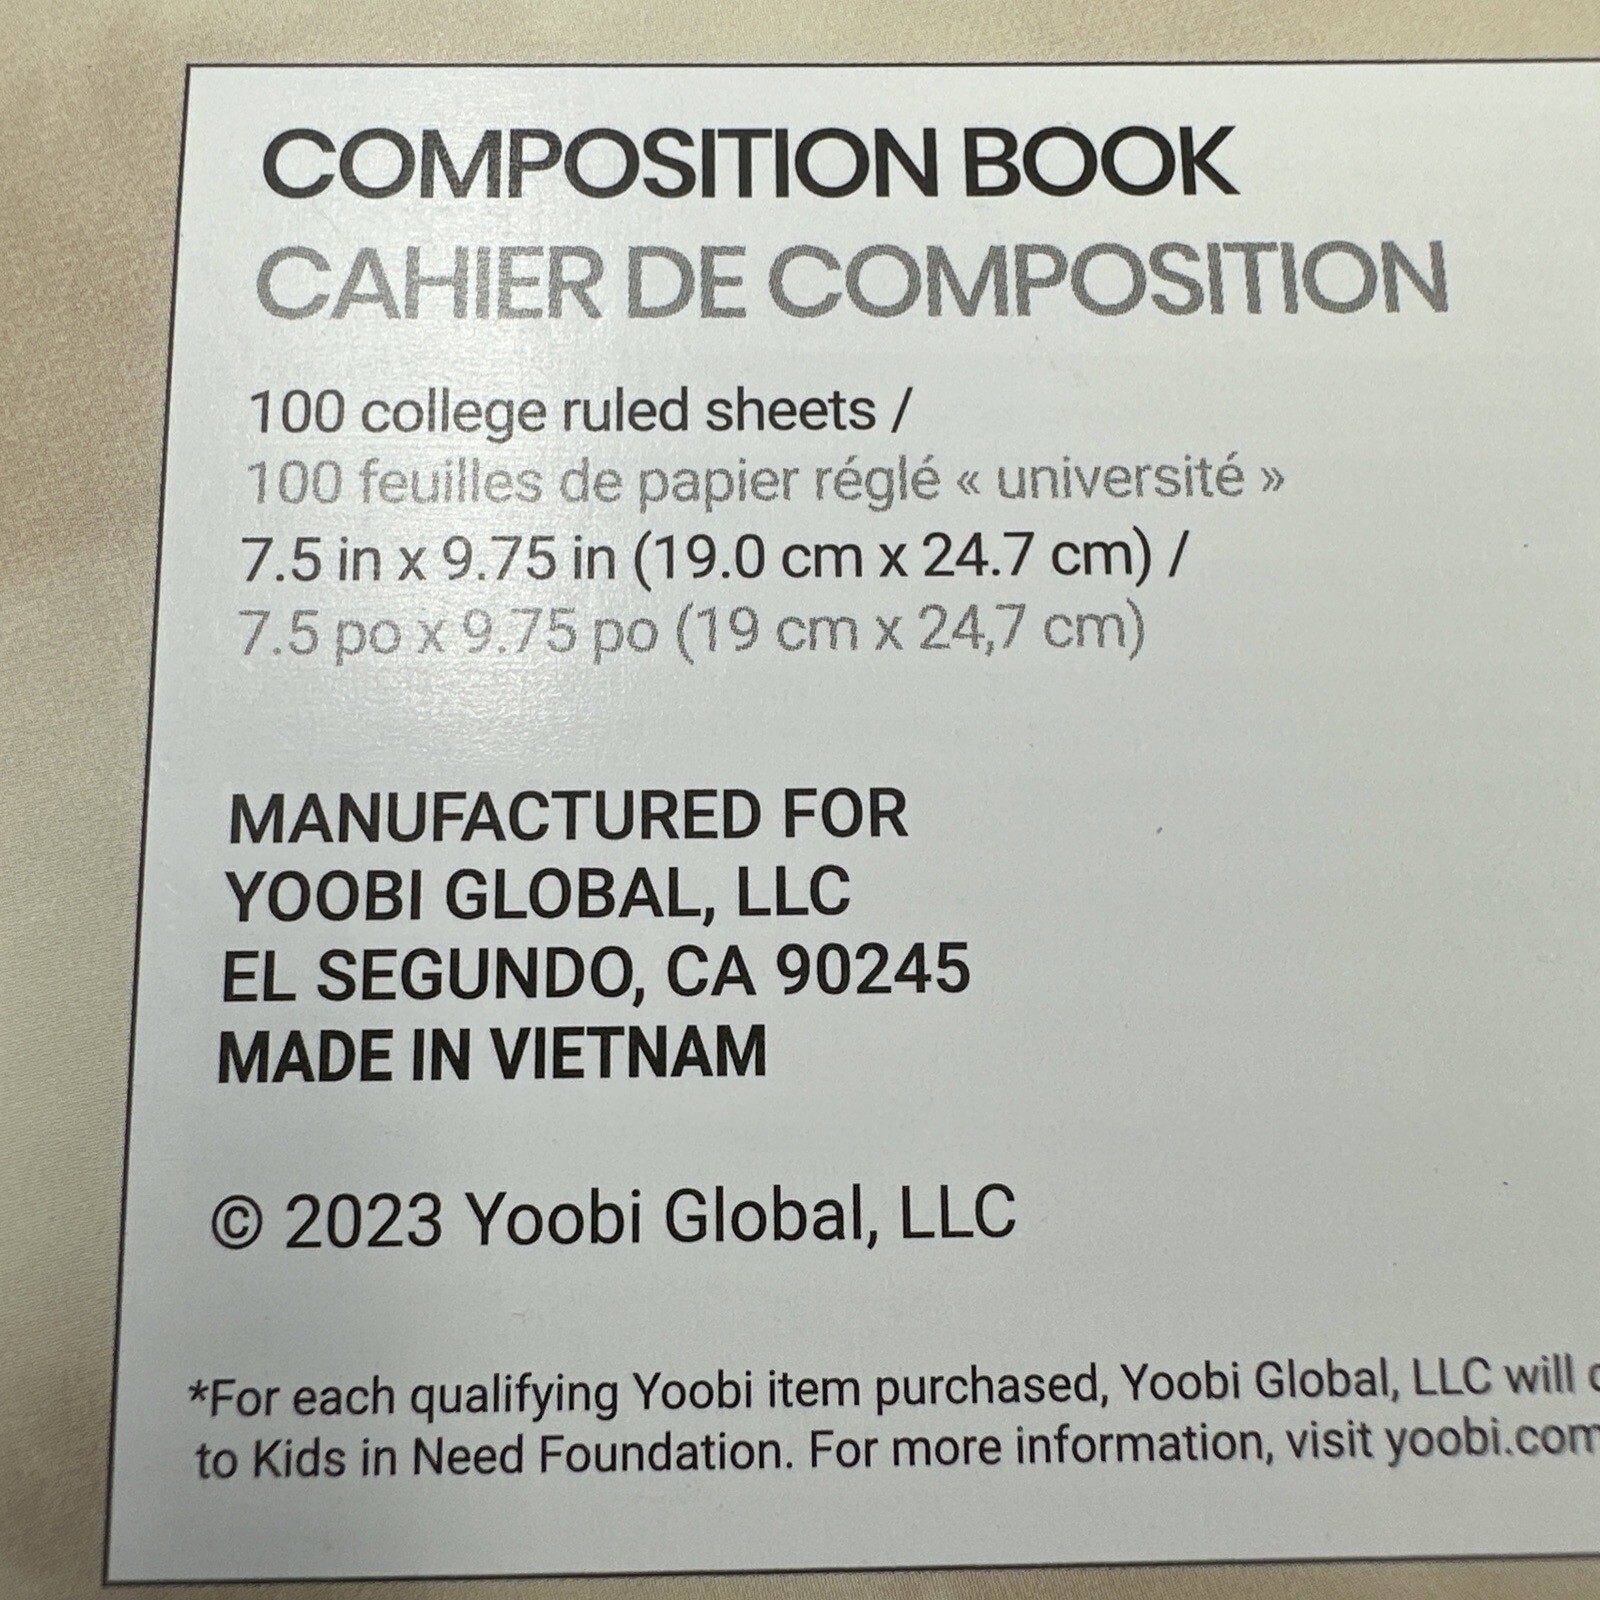 COMPOSITION BOOK
CAHIER DE COMPOSITION
100 college ruled sheets /
100 feuilles de papier réglé « université »
7.5 in x 9.75 in (19.0 cm x 24.7 cm) /
7.5 po x 9.75 po (19 cm x 24,7 cm)
MANUFACTURED FOR
YOOBI GLOBAL, LLC
EL SEGUNDO, CA 90245
MADE IN VIETNAM
© 2023 Yoobi Global, LLC
*For each qualifying Yoobi item purchased, Yoobi Global, LLC will
to Kids in Need Foundation. For more information, visit yoobi.com